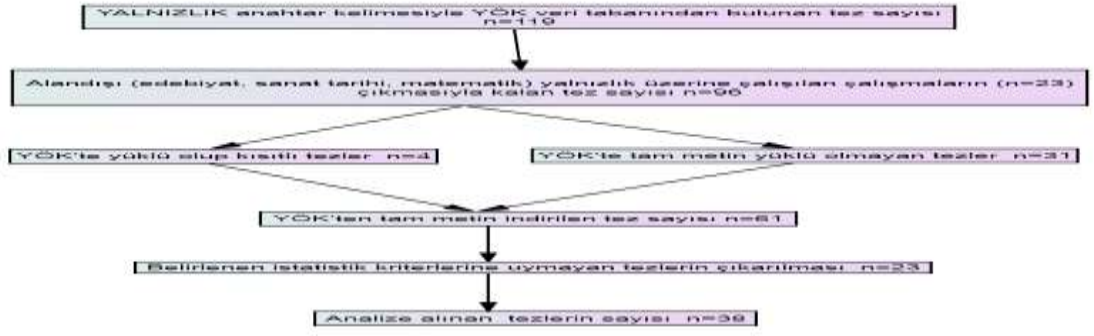 YALNIZLIK anahtar kelimesiyle YÖK veri tabanından bulunan tez sayısı
n=119
Alandışı (edebiyat, sanat tarihi, matematik) yalnızlık üzerine çalışılan çalışmaların (n=23)
çıkmasıyla kalan tez sayısı n=96
YÖK'te yüklü olup kısıtlı tezler n=4
YÖK'te tam metin yüklü olmayan tezler n=31
YÖK'ten tam metin indirilen tez sayısı n=61
Belirlenen istatistik kriterlerine uymayan tezlerin çıkarılması n=23
Analize alınan tezlerin sayısı n=38